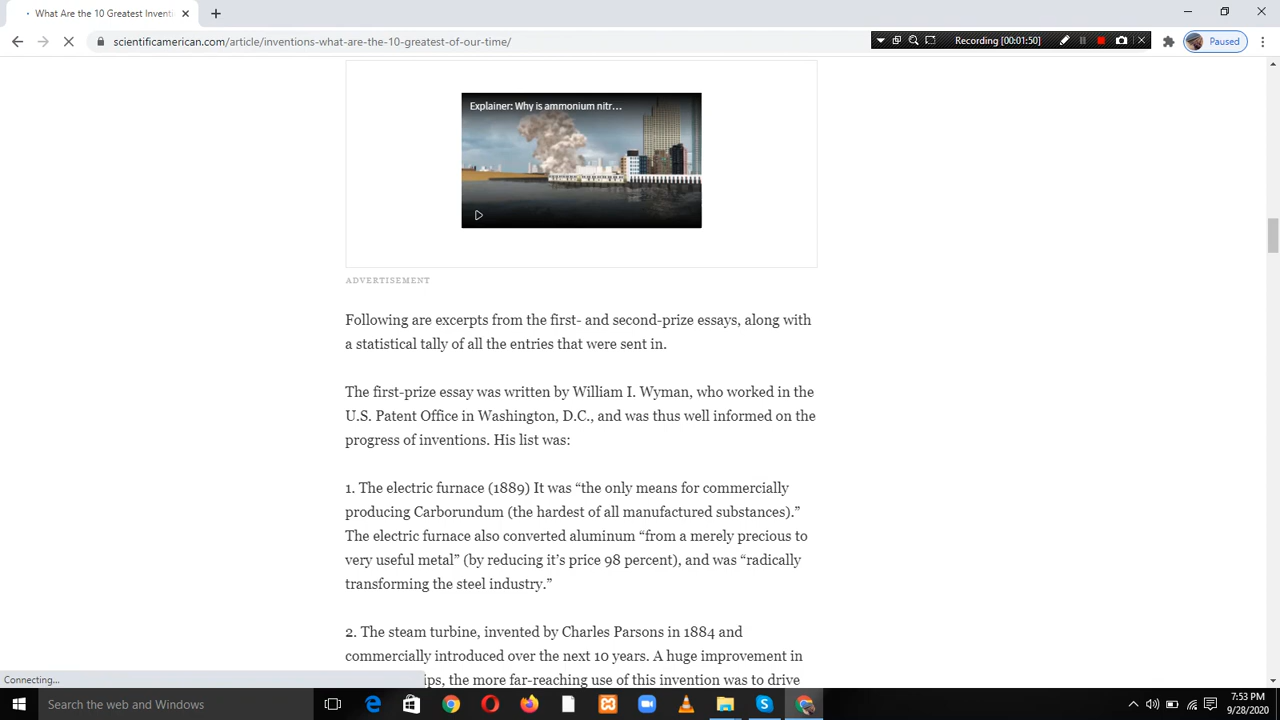 What Are the 10 Greatest Inventi
scientificamerican.com/article/inventions-what-are-the-10-greatest-of-our-time/
Recording [00:01:50]
Paused
Explainer: Why is ammonium nitr...
ADVERTISEMENT
Following are excerpts from the first- and second-prize essays, along with
a statistical tally of all the entries that were sent in.
The first-prize essay was written by William I. Wyman, who worked in the
U.S. Patent Office in Washington, D.C., and was thus well informed on the
progress of inventions. His list was:
1. The electric furnace (1889) It was “the only means for commercially
producing Carborundum (the hardest of all manufactured substances).”
The electric furnace also converted aluminum “from a merely precious to
very useful metal” (by reducing it’s price 98 percent), and was “radically
transforming the steel industry.”
2. The steam turbine, invented by Charles Parsons in 1884 and
commercially introduced over the next 10 years. A huge improvement in
ips, the more far-reaching use of this invention was to drive
Connecting...
Search the web and Windows
7:53 PM
9/28/2020